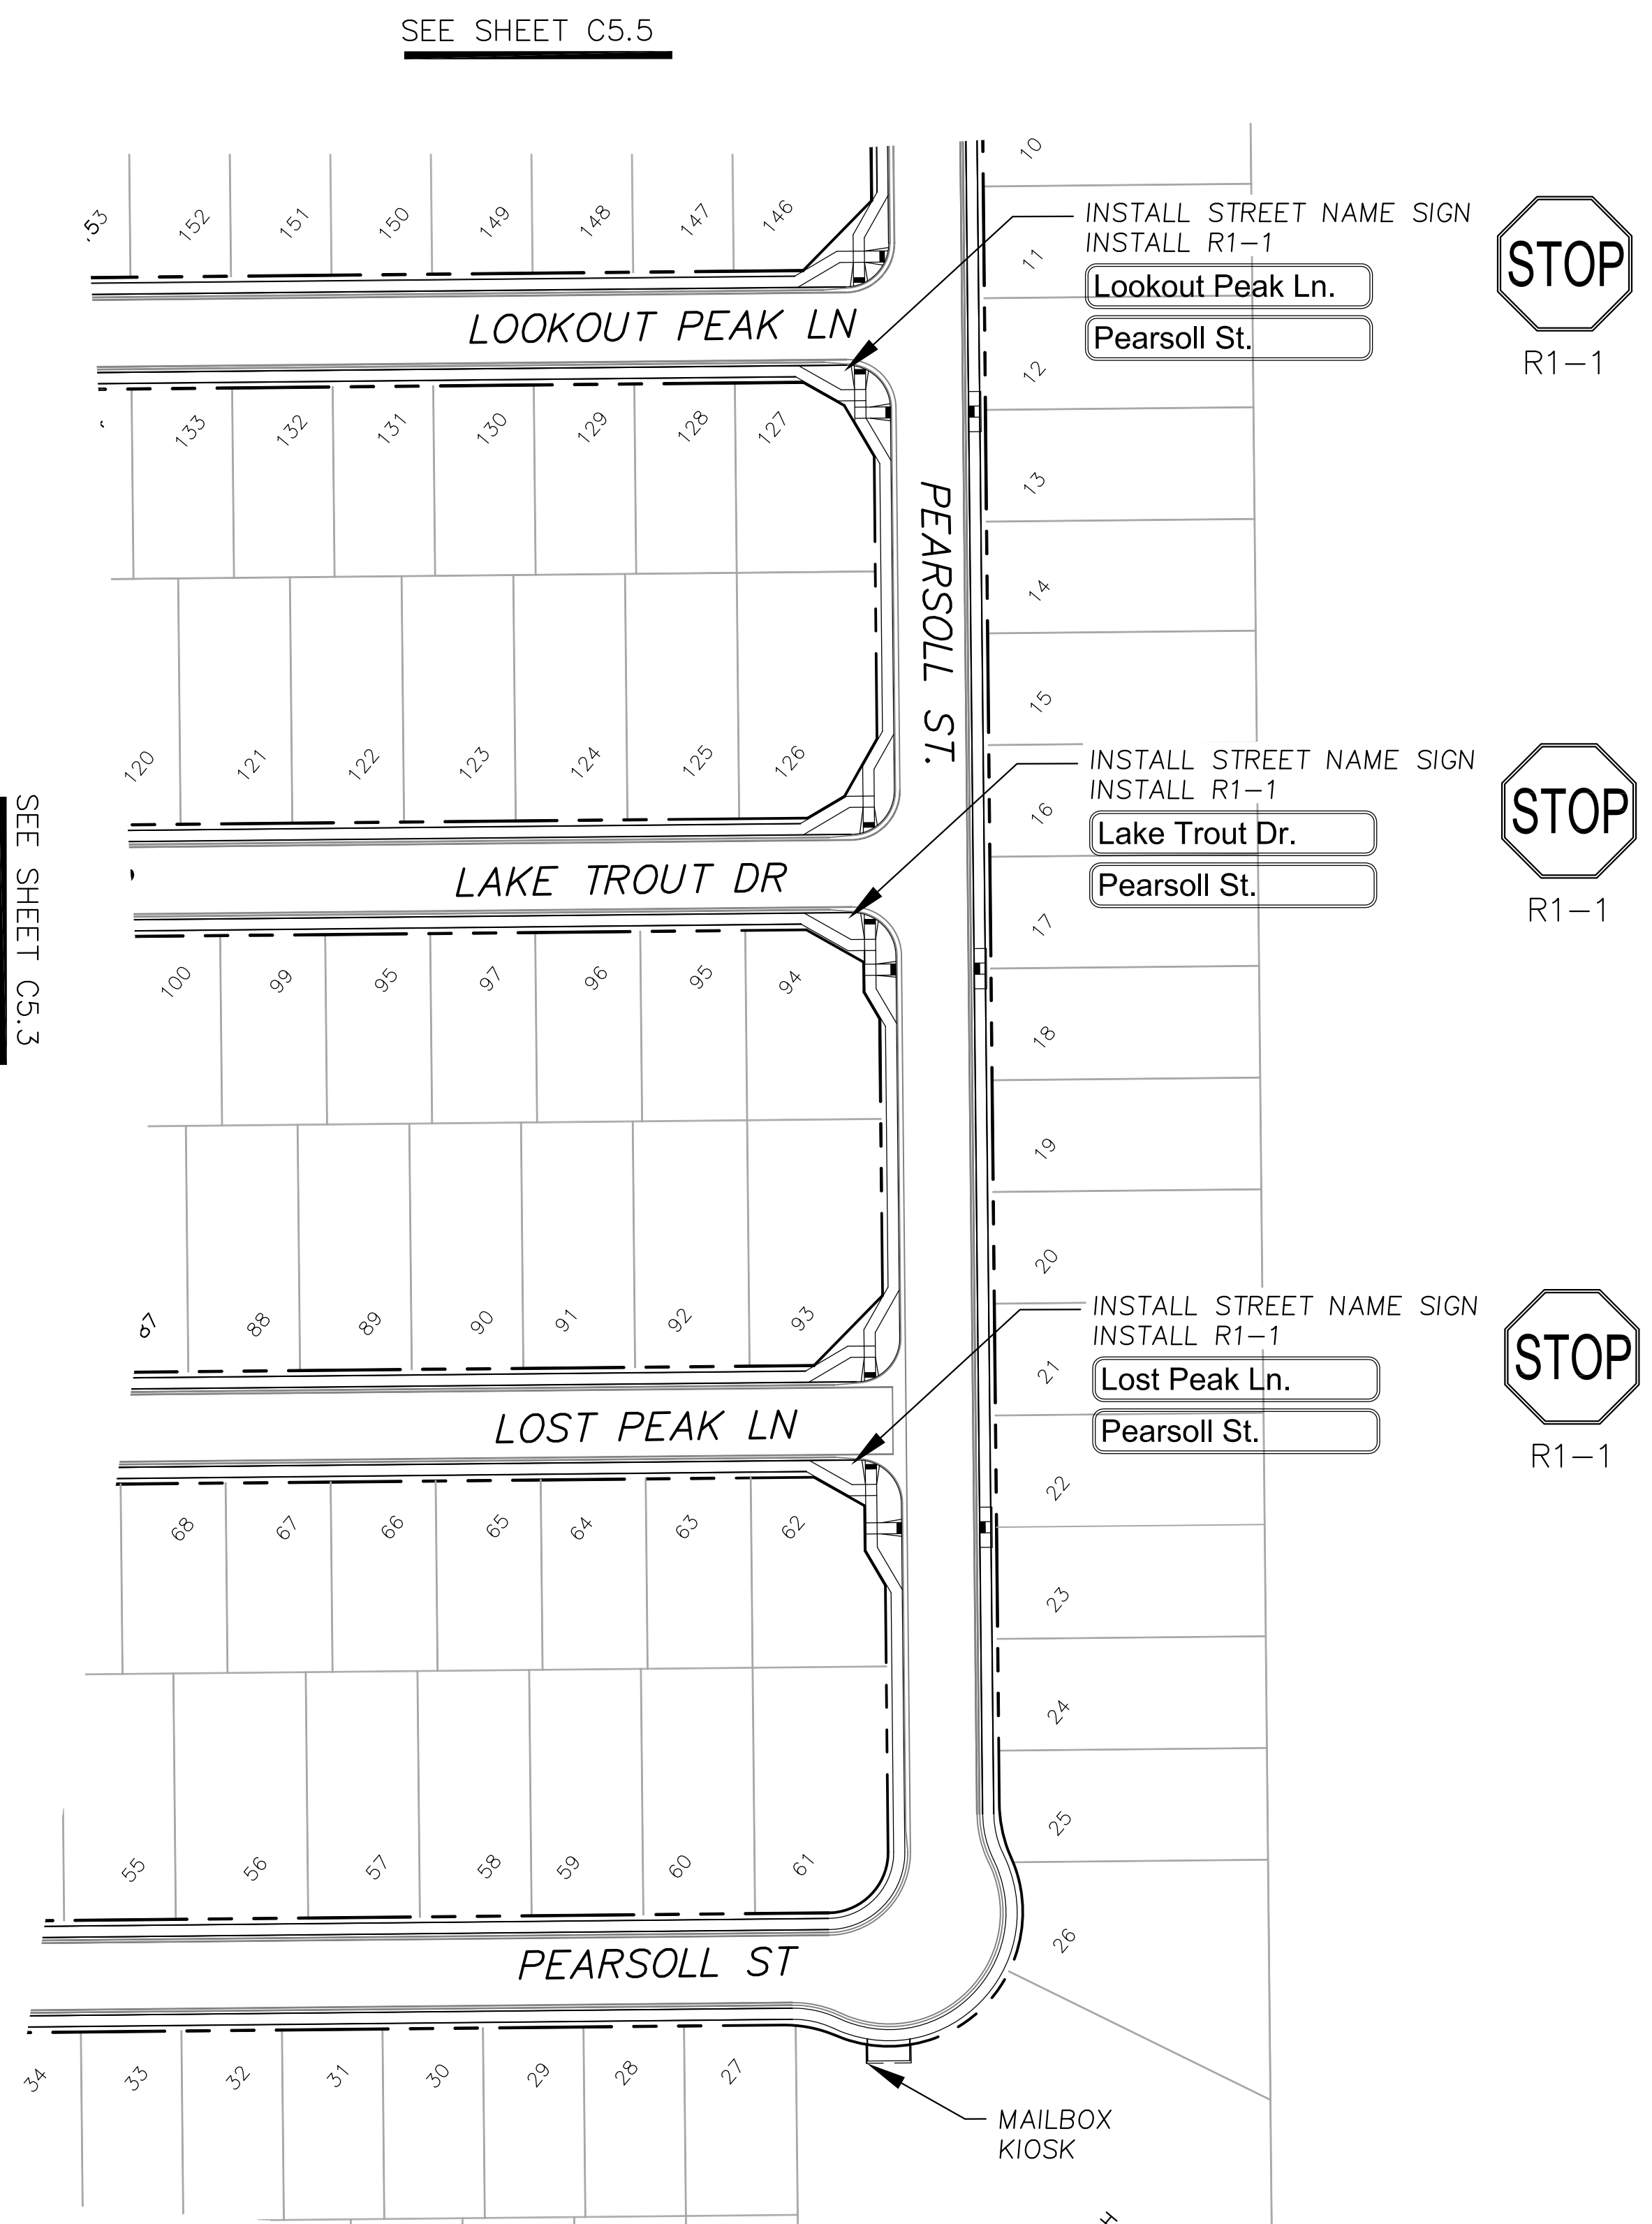 SEE SHEET C5.5
10
153 152 151 150 149 148 147 146
INSTALL STREET NAME SIGN
INSTALL R1-1
Lookout Peak Ln.
Pearsoll St.
STOP
R1-1
11
LOOKOUT PEAK LN
12
133 132 131 130 129 128 127
13
PEARSOLL ST.
14
15
120 121 122 123 124 125 126
INSTALL STREET NAME SIGN
INSTALL R1-1
Lake Trout Dr.
Pearsoll St.
STOP
R1-1
16
SEE SHEET C5.3
LAKE TROUT DR
17
100 99 95 97 96 95 94
18
19
20
87 88 89 90 91 92 93
INSTALL STREET NAME SIGN
INSTALL R1-1
Lost Peak Ln.
Pearsoll St.
STOP
R1-1
21
LOST PEAK LN
22
68 67 66 65 64 63 62
23
24
25
55 56 57 58 59 60 61
26
PEARSOLL ST
34 33 32 31 30 29 28 27
MAILBOX
KIOSK